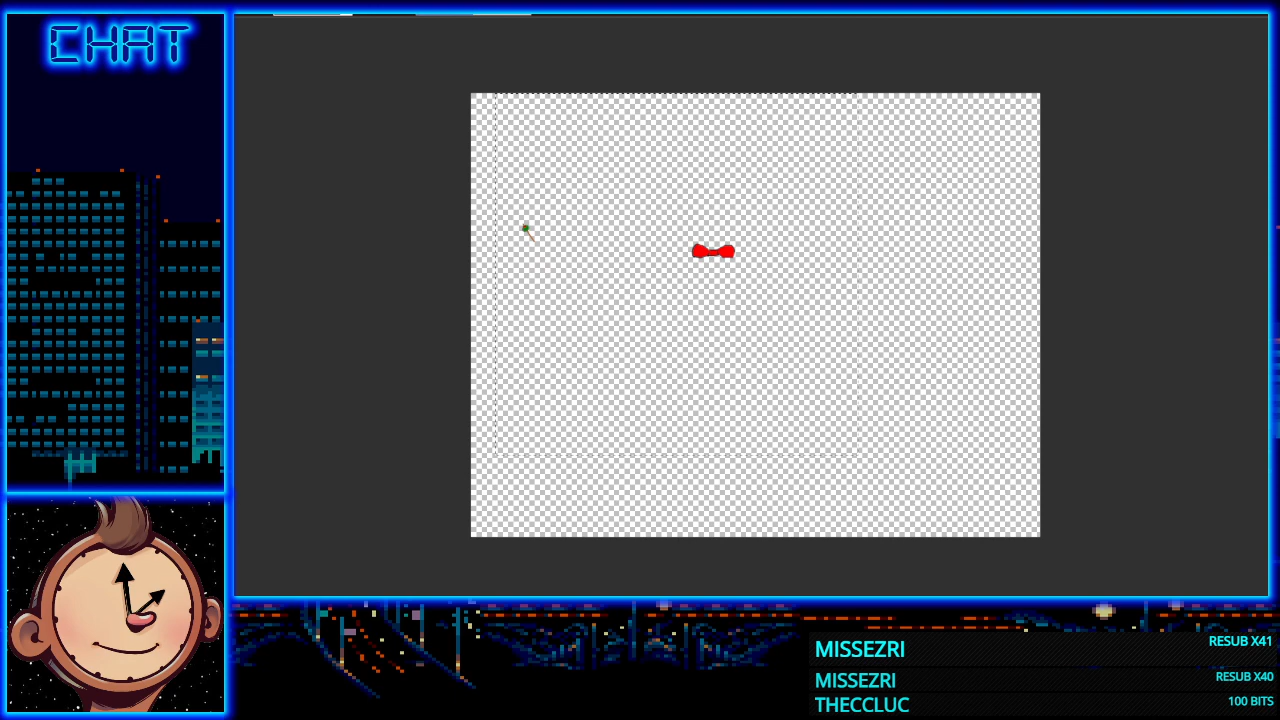 CHAT
MISSEZRI RESUB X41
MISSEZRI RESUB X40
THECCLUC 100 BITS